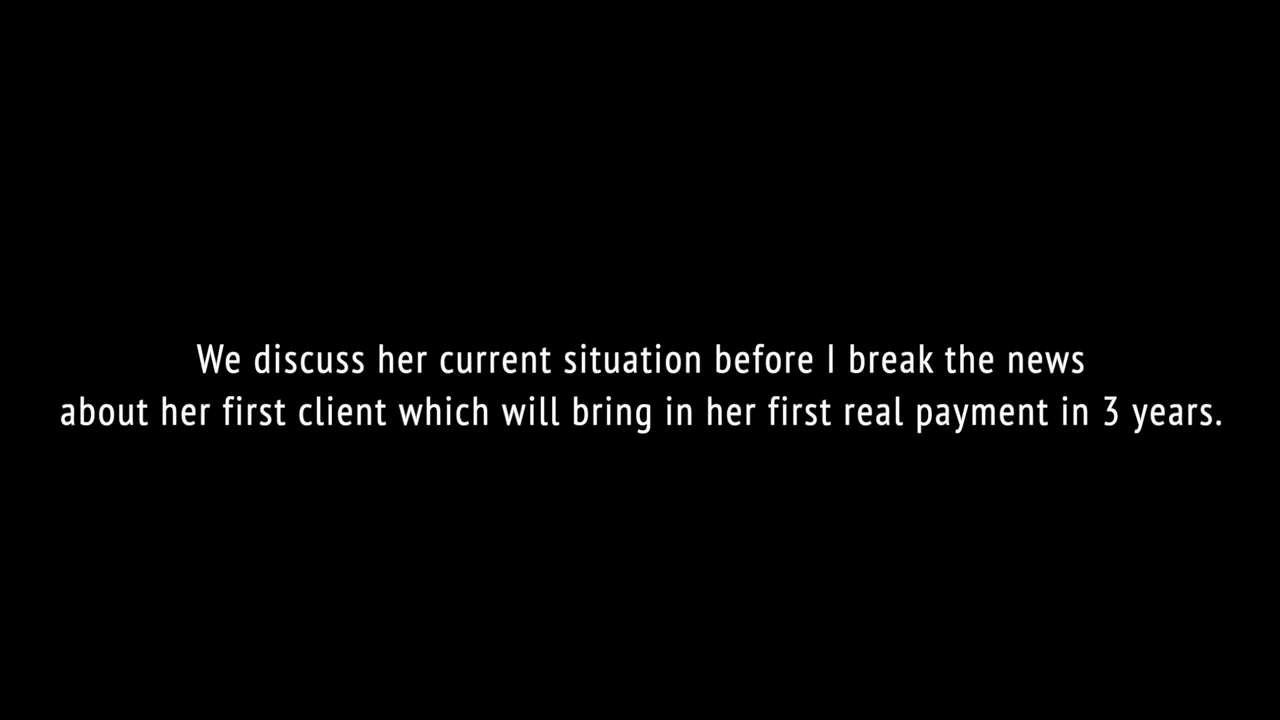 We discuss her current situation before I break the news
about her first client which will bring in her first real payment in 3 years.